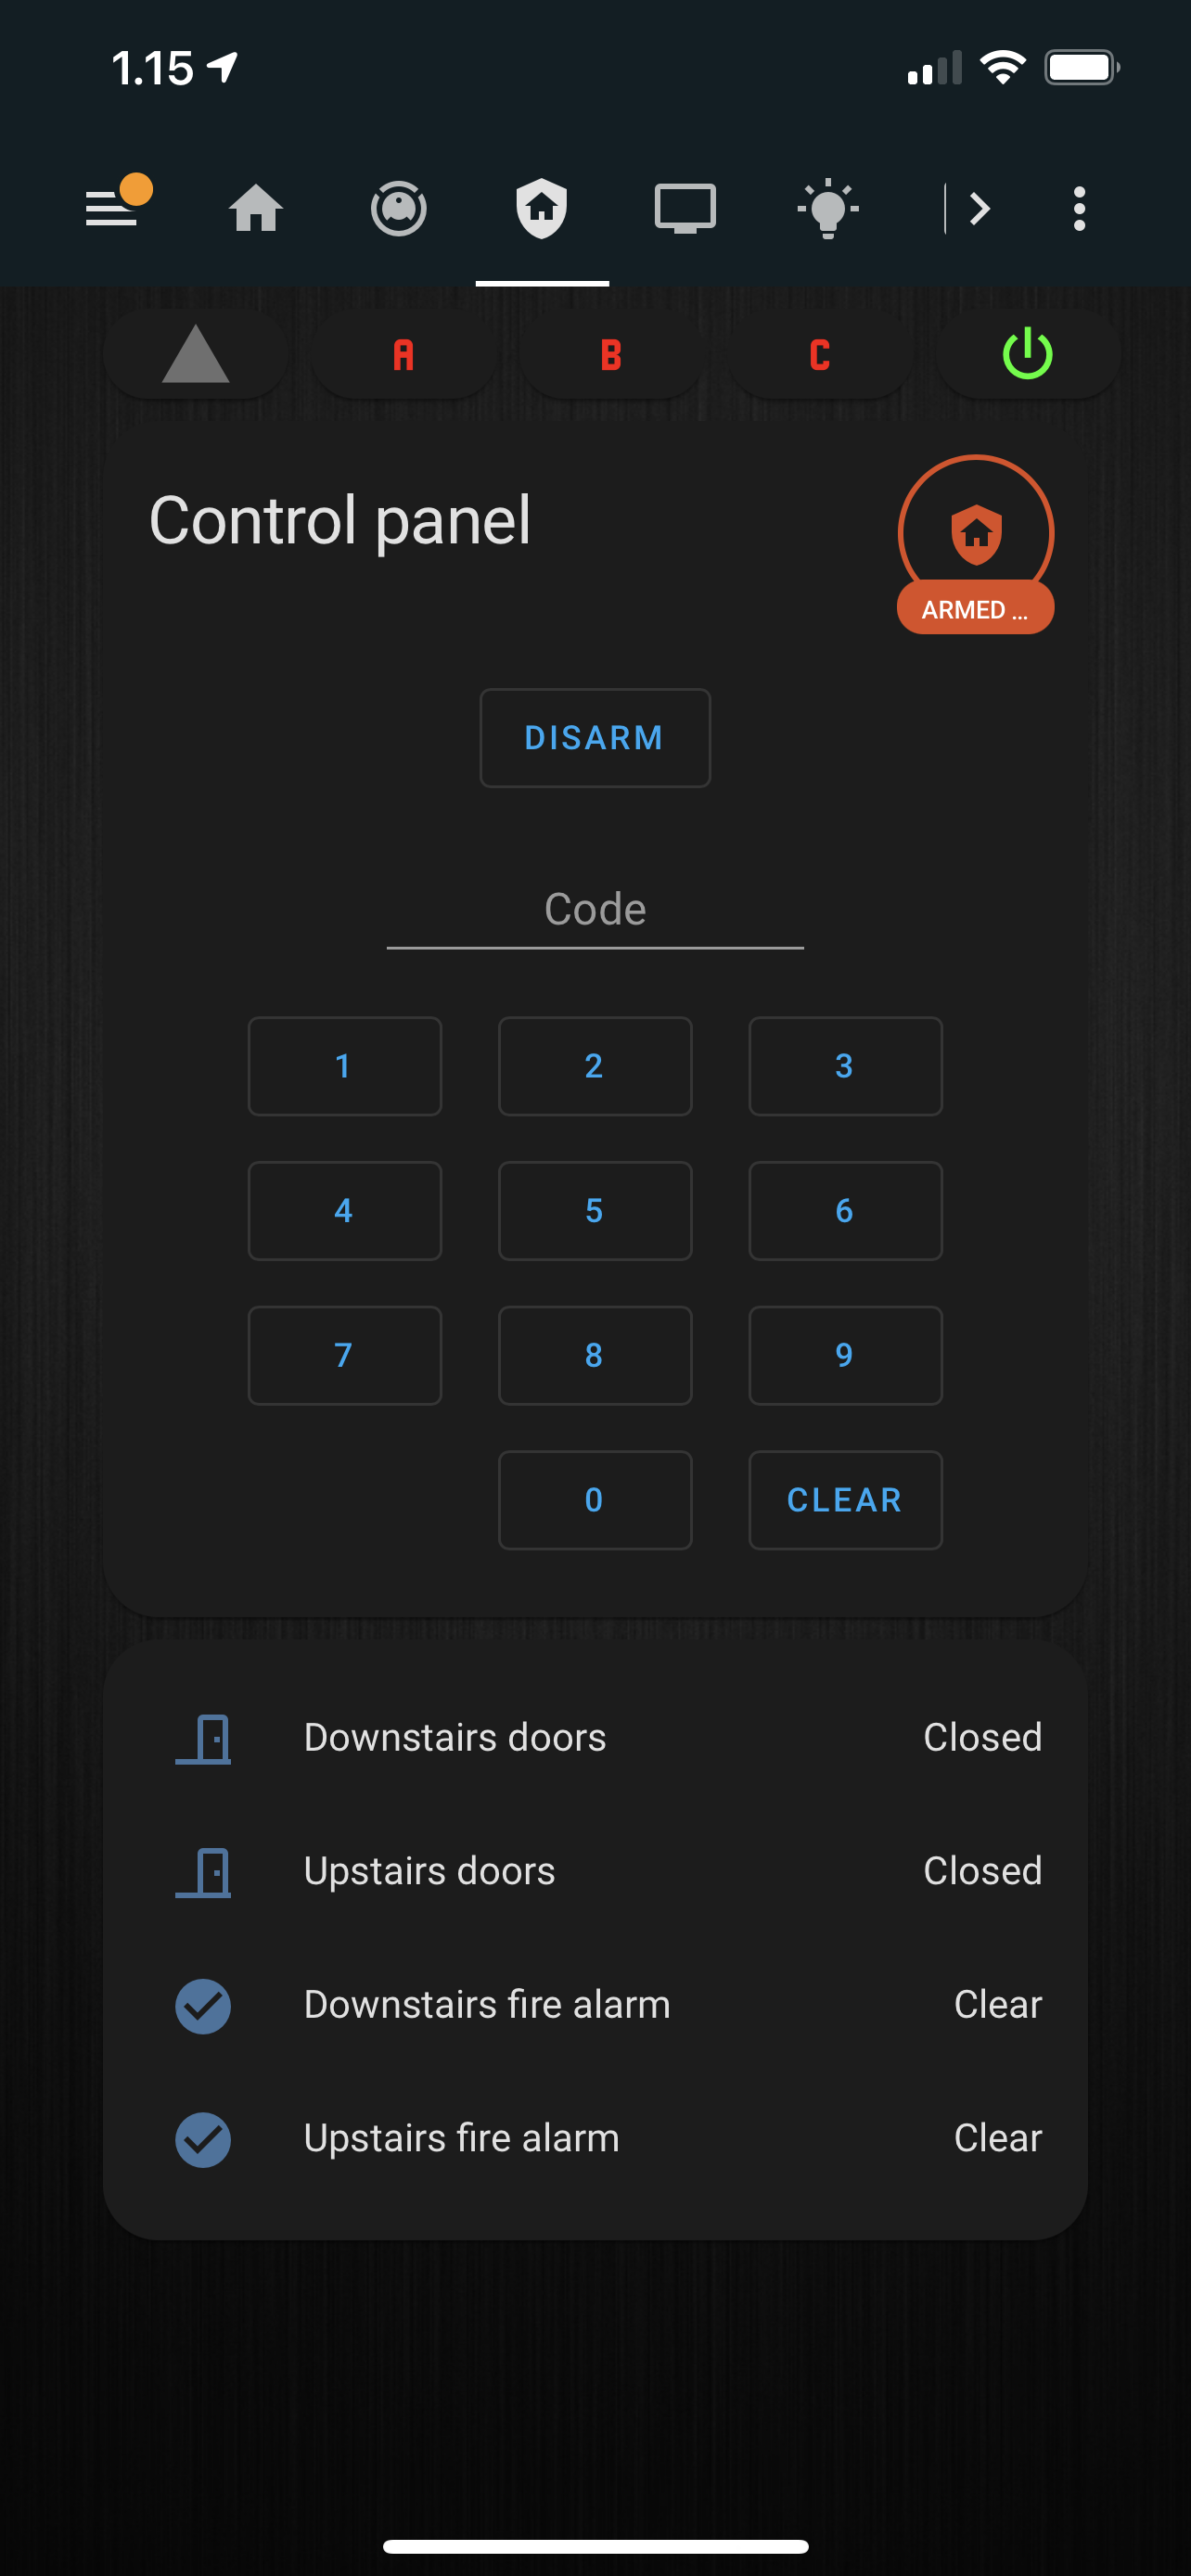 1.15
A B C
Control panel
ARMED ...
DISARM
Code
1 2 3
4 5 6
7 8 9
0 CLEAR
Downstairs doors Closed
Upstairs doors Closed
Downstairs fire alarm Clear
Upstairs fire alarm Clear